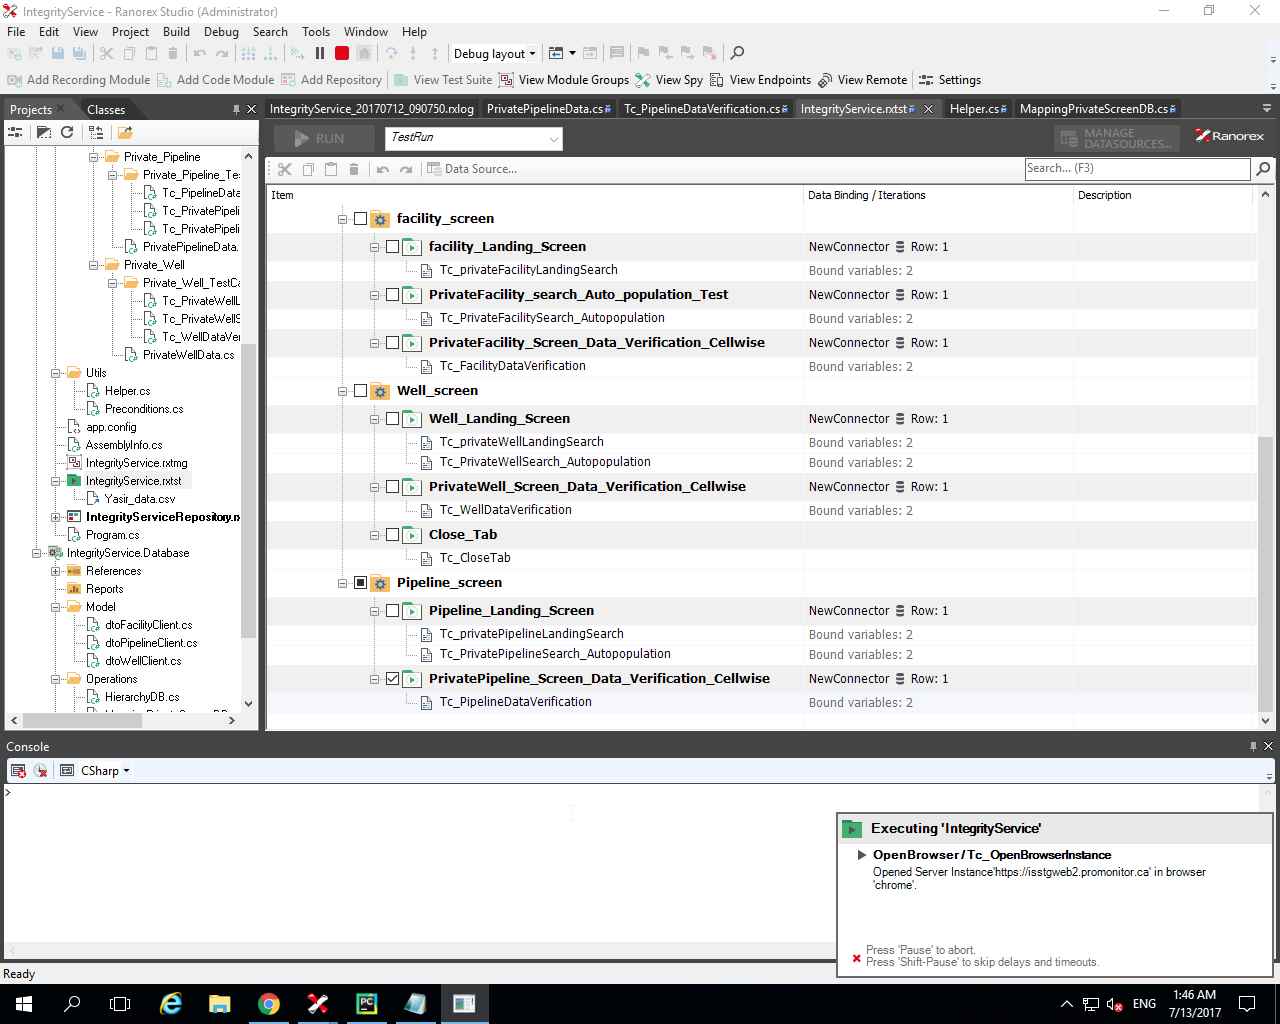 IntegrityService - Ranorex Studio (Administrator)
File Edit View Project Build Debug Search Tools Window Help
Debug layout
Add Recording Module Add Code Module Add Repository View Test Suite View Module Groups View Spy View Endpoints View Remote Settings
Projects Classes
IntegrityService_20170712_090750.rxlog PrivatePipelineData.cs Tc_PipelineDataVerification.cs IntegrityService.rxtst Helper.cs MappingPrivateScreenDB.cs
RUN TestRun MANAGE DATASOURCES... Ranorex
Data Source... Search... (F3)
Item Data Binding / Iterations Description
Private_Pipeline
Private_Pipeline_Te
Tc_PipelineData
Tc_PrivatePipeli
Tc_PrivatePipeli
PrivatePipelineData.
Private_Well
Private_Well_TestCa
Tc_PrivateWellL
Tc_PrivateWellS
Tc_WellDataVer
PrivateWellData.cs
Utils
Helper.cs
Preconditions.cs
app.config
AssemblyInfo.cs
IntegrityService.rxtmg
IntegrityService.rxtst
Yasir_data.csv
IntegrityServiceRepository.rx
Program.cs
IntegrityService.Database
References
Reports
Model
dtoFacilityClient.cs
dtoPipelineClient.cs
dtoWellClient.cs
Operations
HierarchyDB.cs
facility_screen
facility_Landing_Screen NewConnector Row: 1
Tc_privateFacilityLandingSearch Bound variables: 2
PrivateFacility_search_Auto_population_Test NewConnector Row: 1
Tc_PrivateFacilitySearch_Autopopulation Bound variables: 2
PrivateFacility_Screen_Data_Verification_Cellwise NewConnector Row: 1
Tc_FacilityDataVerification Bound variables: 2
Well_screen
Well_Landing_Screen NewConnector Row: 1
Tc_privateWellLandingSearch Bound variables: 2
Tc_PrivateWellSearch_Autopopulation Bound variables: 2
PrivateWell_Screen_Data_Verification_Cellwise NewConnector Row: 1
Tc_WellDataVerification Bound variables: 2
Close_Tab NewConnector Row: 1
Tc_CloseTab
Pipeline_screen
Pipeline_Landing_Screen NewConnector Row: 1
Tc_privatePipelineLandingSearch Bound variables: 2
Tc_PrivatePipelineSearch_Autopopulation Bound variables: 2
PrivatePipeline_Screen_Data_Verification_Cellwise NewConnector Row: 1
Tc_PipelineDataVerification Bound variables: 2
Console
CSharp
>
Executing 'IntegrityService'
OpenBrowser/Tc_OpenBrowserInstance
Opened Server Instance'https://isstgweb2.promonitor.ca' in browser
'chrome'.
Press 'Pause' to abort.
Press 'Shift-Pause' to skip delays and timeouts.
Ready
PC
ENG
1:46 AM
7/13/2017